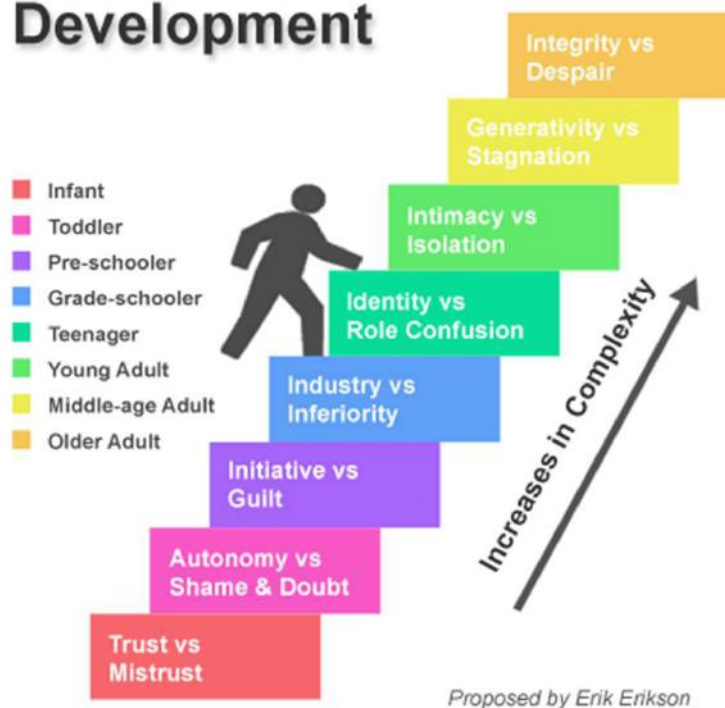 Development
Integrity vs
Despair
Generativity vs
Stagnation
Intimacy vs
Isolation
Identity vs
Role Confusion
Industry vs
Inferiority
Initiative vs
Guilt
Autonomy vs
Shame & Doubt
Trust vs
Mistrust
Infant
Toddler
Pre-schooler
Grade-schooler
Teenager
Young Adult
Middle-age Adult
Older Adult
Increases in Complexity
Proposed by Erik Erikson